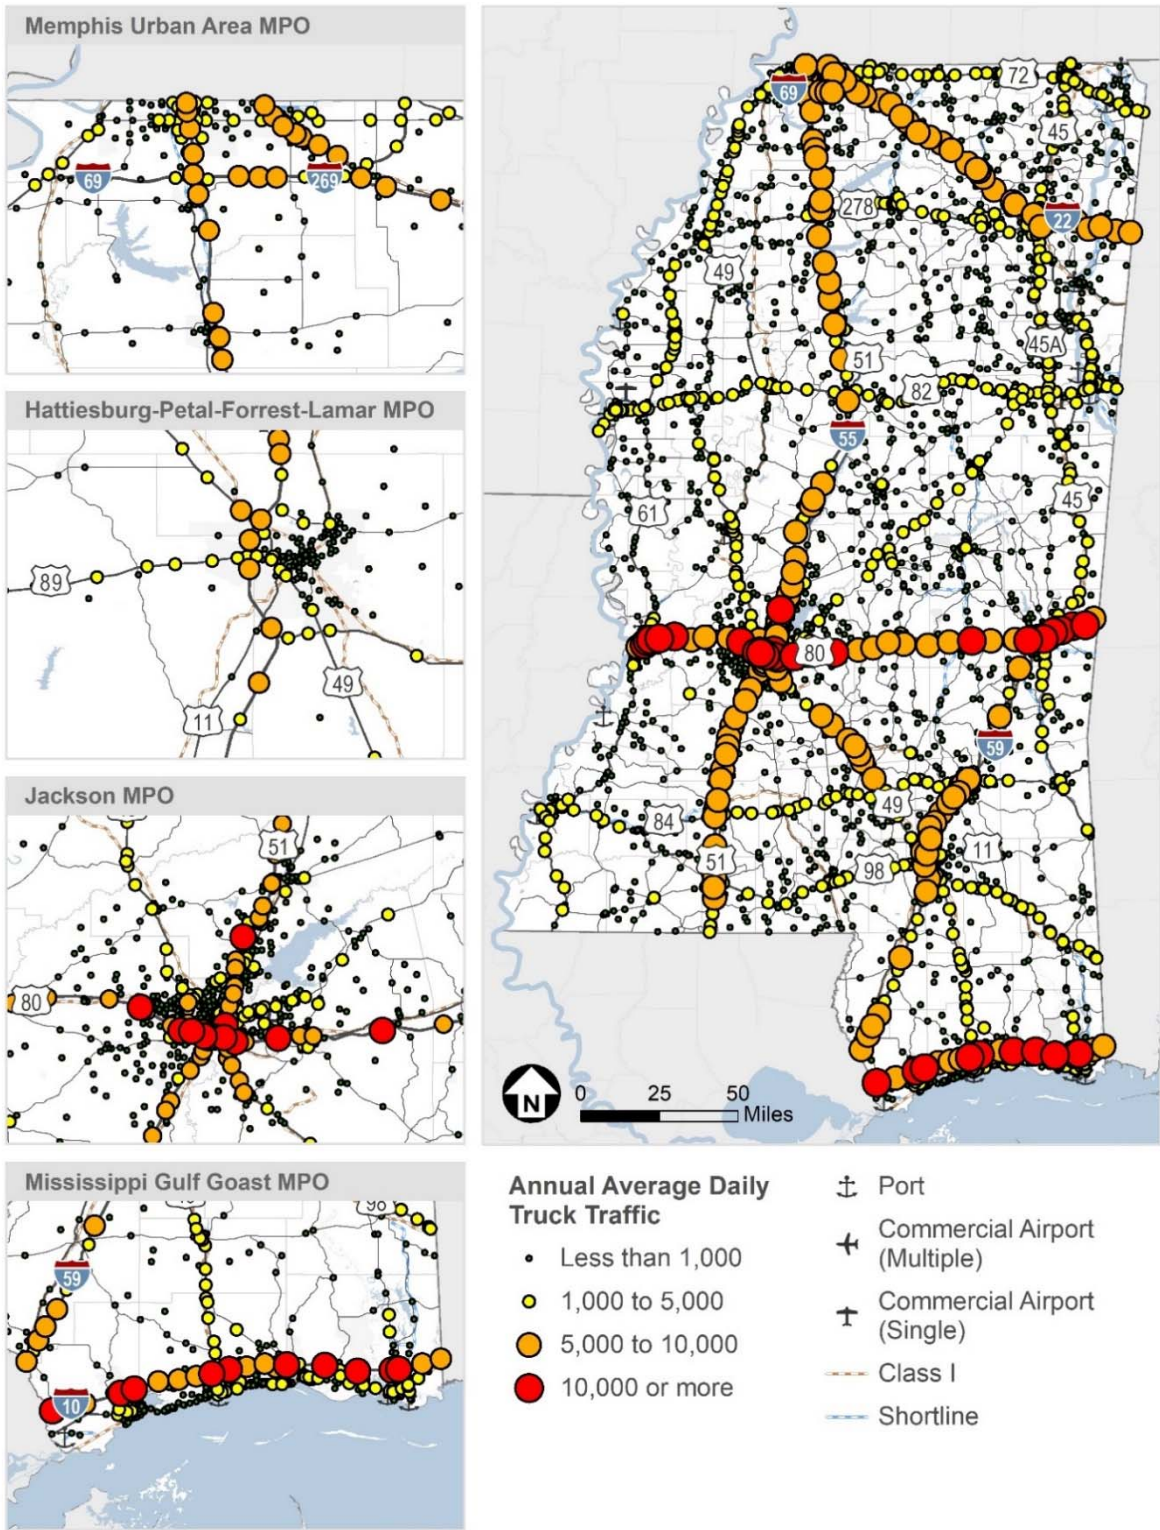 Memphis Urban Area MPO
69
269
Hattiesburg-Petal-Forrest-Lamar MPO
89
49
11
Jackson MPO
51
80
Mississippi Gulf Goast MPO
98
59
10
72
69
45
278
22
49
45A
51
82
55
61
45
80
59
49
84
51
98
11
N
0 25 50
Miles
Annual Average Daily
Truck Traffic
Less than 1,000
1,000 to 5,000
5,000 to 10,000
10,000 or more
Port
Commercial Airport
(Multiple)
Commercial Airport
(Single)
Class I
Shortline